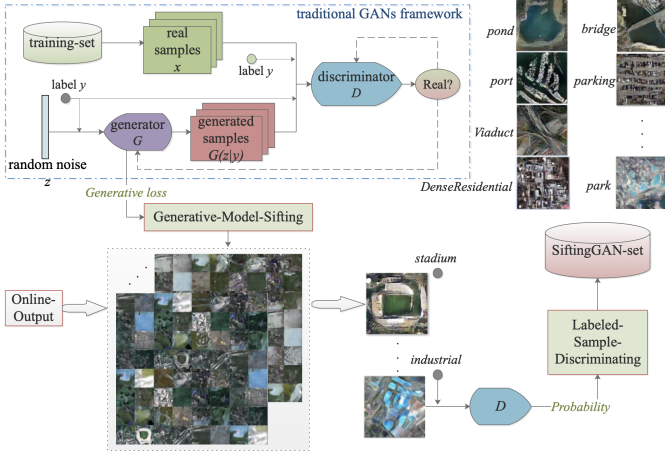 traditional GANs framework
training-set
real
samples
x
label y
discriminator
D
Real?
label y
generator
G
generated
samples
G(z|y)
random noise
z
Generative loss
Generative-Model-Sifting
Online-
Output
pond
bridge
port
parking
Viaduct
DenseResidential
park
SiftingGAN-set
stadium
industrial
Labeled-
Sample-
Discriminating
D
Probability